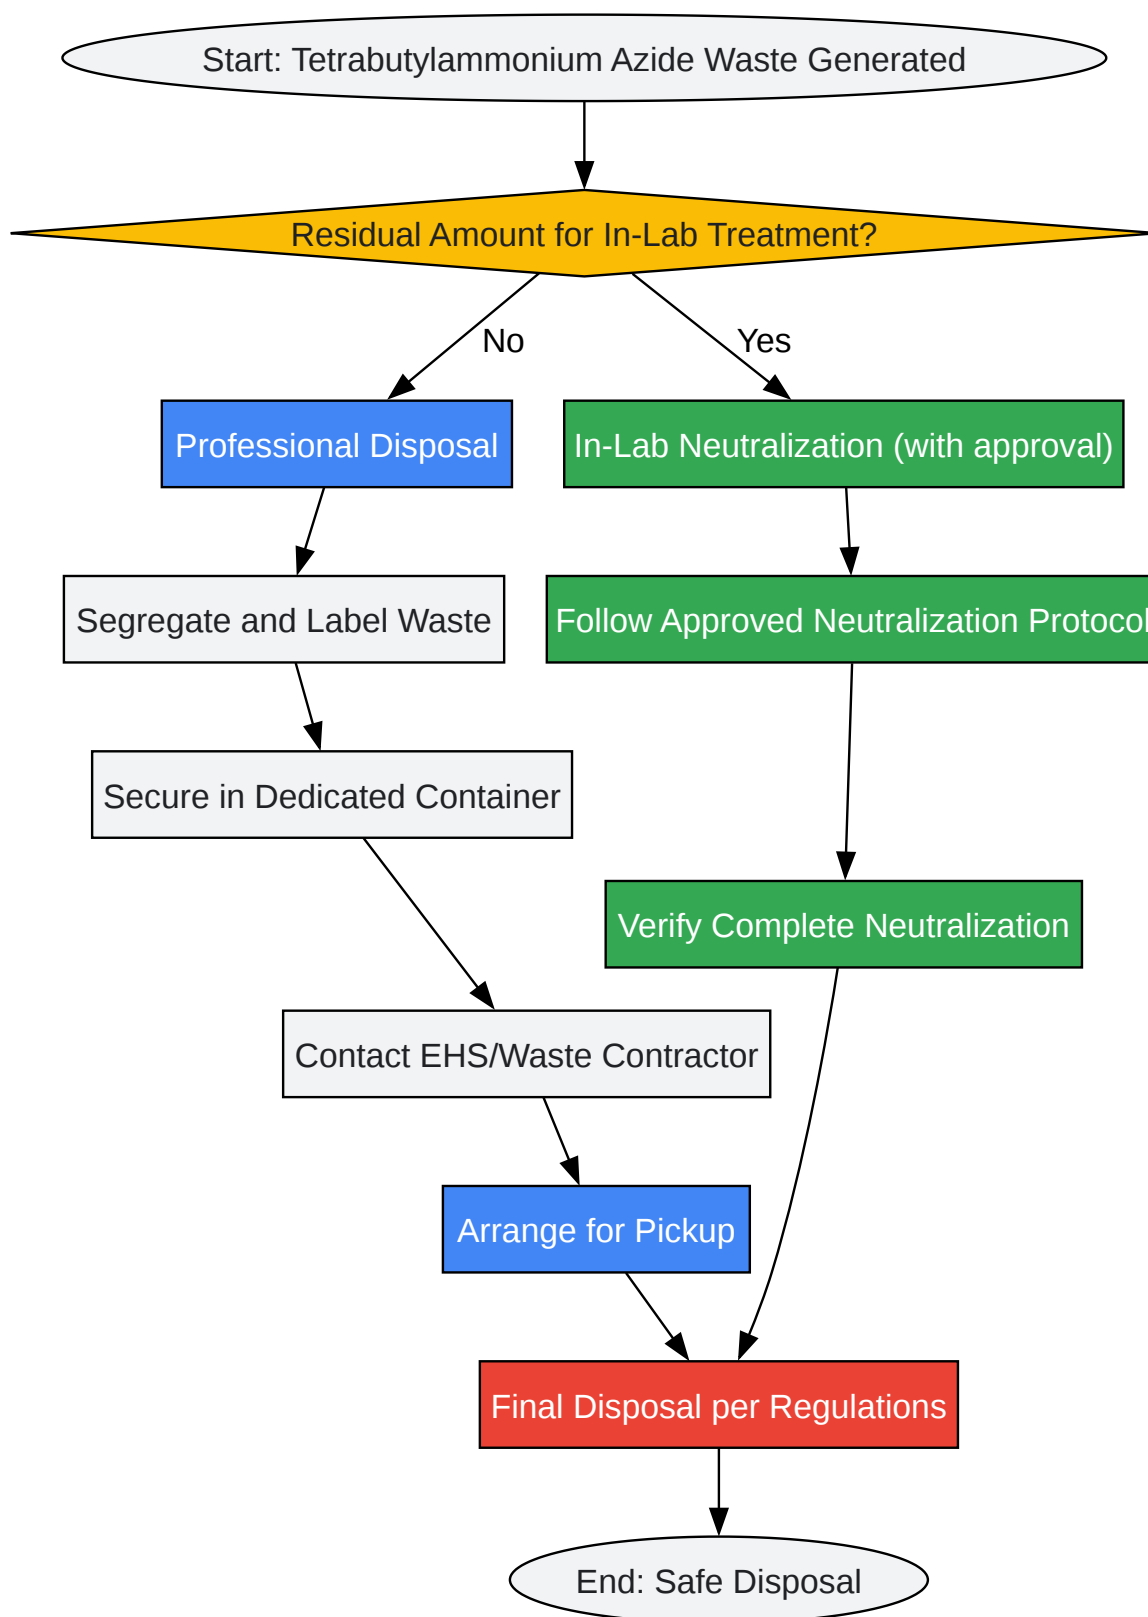 Start: Tetrabutylammonium Azide Waste Generated
Residual Amount for In-Lab Treatment?
No
Yes
Professional Disposal
In-Lab Neutralization (with approval)
Segregate and Label Waste
Follow Approved Neutralization Protocol
Secure in Dedicated Container
Verify Complete Neutralization
Contact EHS/Waste Contractor
Arrange for Pickup
Final Disposal per Regulations
End: Safe Disposal